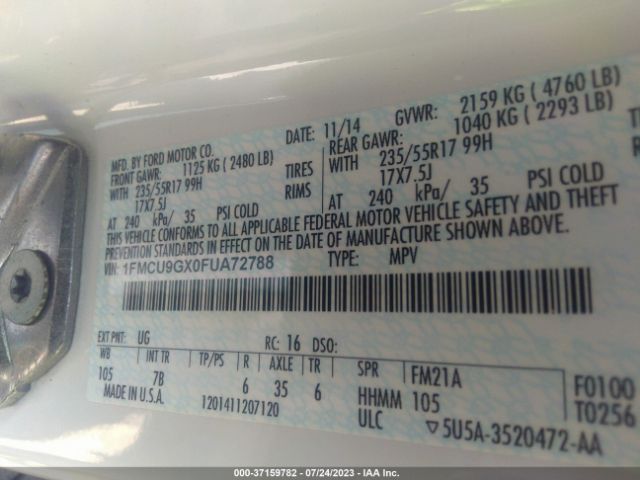 MFD. BY FORD MOTOR CO. DATE: 11/14 GVWR: 2159 KG ( 4760 LB)
FRONT GAWR: 1125 KG ( 2480 LB) REAR GAWR: 1040 KG ( 2293 LB)
WITH 235/55R17 99H TIRES WITH 235/55R17 99H
17X7.5J RIMS 17X7.5J
AT 240 kPa/ 35 PSI COLD AT 240 kPa/ 35 PSI COLD
THIS VEHICLE CONFORMS TO ALL APPLICABLE FEDERAL MOTOR VEHICLE SAFETY AND THEFT
PREVENTION STANDARDS IN EFFECT ON THE DATE OF MANUFACTURE SHOWN ABOVE.
VIN: 1FMCU9GX0FUA72788 TYPE: MPV
EXT PNT: UG RC: 16 DSO:
WB INT TR TP/PS R AXLE TR SPR FM21A F0100
105 7B 6 35 6 HHMM 105 T0256
MADE IN U.S.A. 1201411207120 ULC 5U5A-3520472-AA
000-37159782 / 07/24/2023 / IAA Inc.